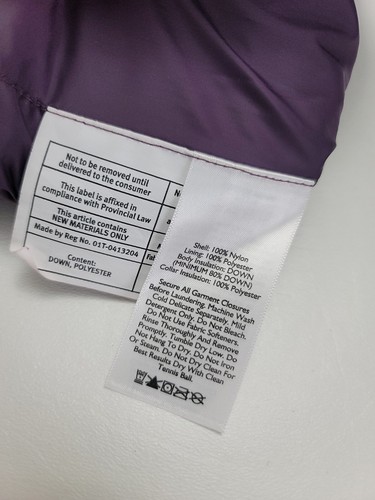 Not to be removed until
delivered to the consumer
This label is affixed in
compliance with Provincial Law
This article contains
NEW MATERIALS ONLY
Made by Reg No. 01T-0413204
Content:
DOWN, POLYESTER
Shell: 100% Nylon
Lining: 100% Polyester
Body Insulation: DOWN
(MINIMUM 80% DOWN)
Collar Insulation: 100% Polyester
Secure All Garment Closures
Before Laundering. Machine Wash
Cold Delicate Separately. Mild
Detergent Only. Do Not Bleach.
Do Not Use Fabric Softeners.
Rinse Thoroughly And Remove
Promptly. Tumble Dry Low. Do
Not Hang To Dry. Do Not Iron
Or Steam. Do Not Dry Clean For
Best Results Dry With Clean
Tennis Ball.